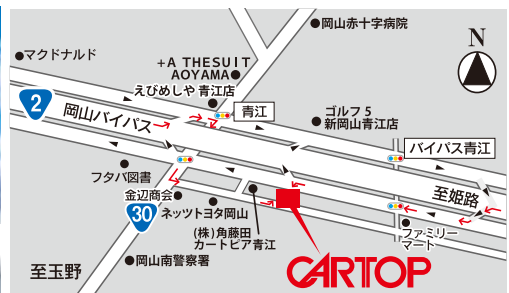 岡山赤十字病院
マクドナルド
N
+A THESUIT
AOYAMA
えびめしや 青江店
2
青江
ゴルフ5
新岡山青江店
岡山バイパス
バイパス青江
フタバ図書
至姫路
金辺商会
30
ネッツトヨタ岡山
(株)角藤田
カートピア青江
ファミリー
マート
至玉野
岡山南警察署
CARTOP